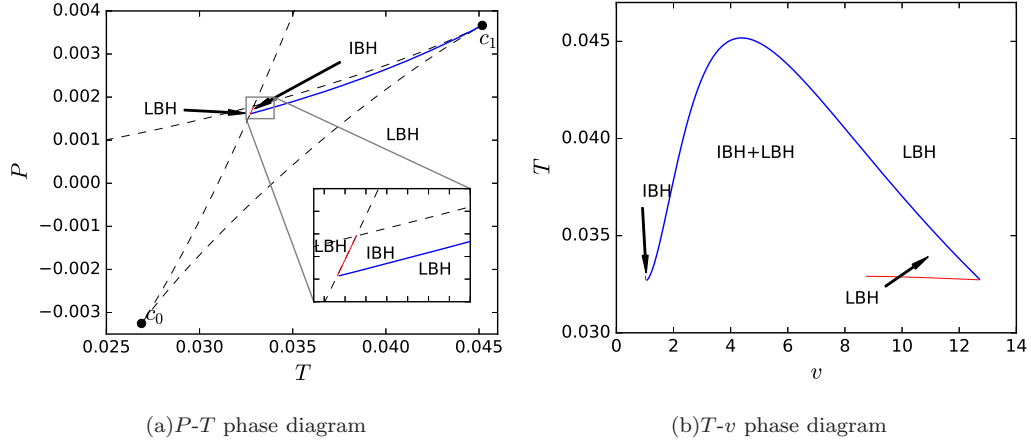 0.004
0.003
0.002
0.001
0.000
−0.001
−0.002
−0.003
P
0.025
0.030
0.035
0.040
0.045
T
c₁
IBH
LBH
LBH
LBH
IBH
LBH
c₀
(a)P-T phase diagram
0.045
0.040
0.035
0.030
T
IBH+LBH
LBH
IBH
LBH
0
2
4
6
8
10
12
14
v
(b)T-v phase diagram